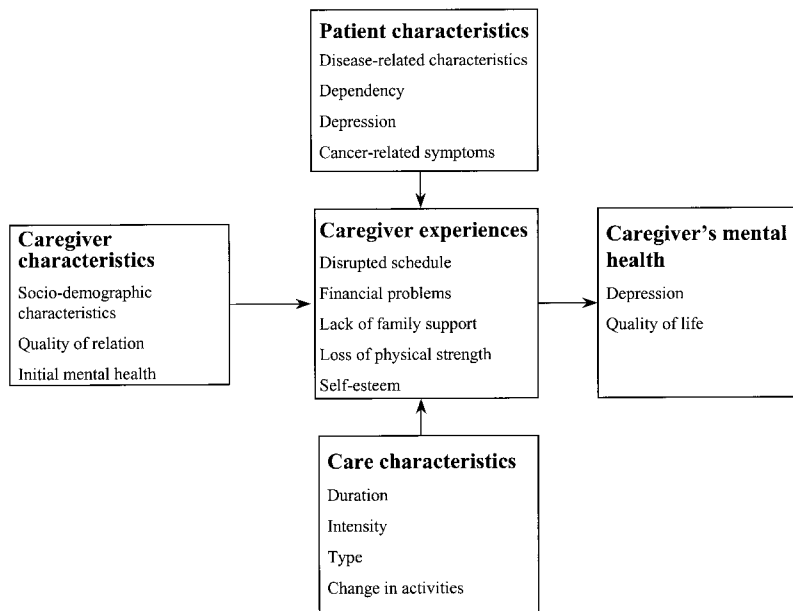 Patient characteristics
Disease-related characteristics
Dependency
Depression
Cancer-related symptoms
Caregiver
characteristics
Socio-demographic
characteristics
Quality of relation
Initial mental health
Caregiver experiences
Disrupted schedule
Financial problems
Lack of family support
Loss of physical strength
Self-esteem
Caregiver's mental
health
Depression
Quality of life
Care characteristics
Duration
Intensity
Type
Change in activities